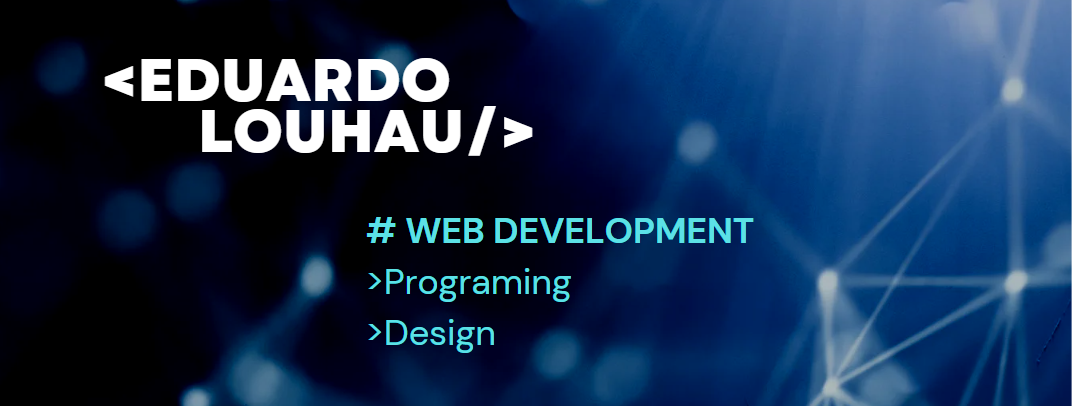 <EDUARDO
LOUHAU/>
# WEB DEVELOPMENT
>Programing
>Design